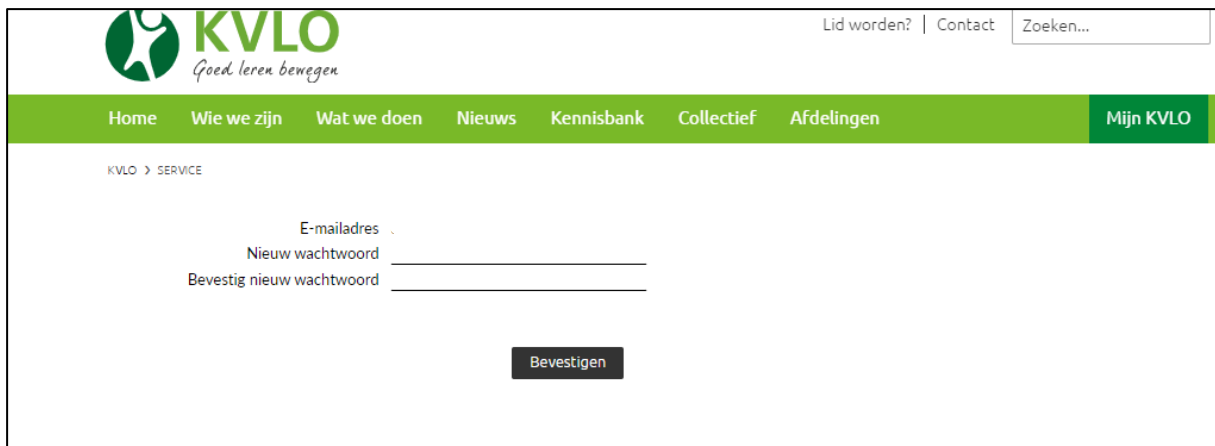 KVLO
Goed leren bewegen
Lid worden? | Contact
Zoeken...
Home Wie we zijn Wat we doen Nieuws Kennisbank Collectief Afdelingen Mijn KVLO
KVLO > SERVICE
E-mailadres
Nieuw wachtwoord
Bevestig nieuw wachtwoord
Bevestigen